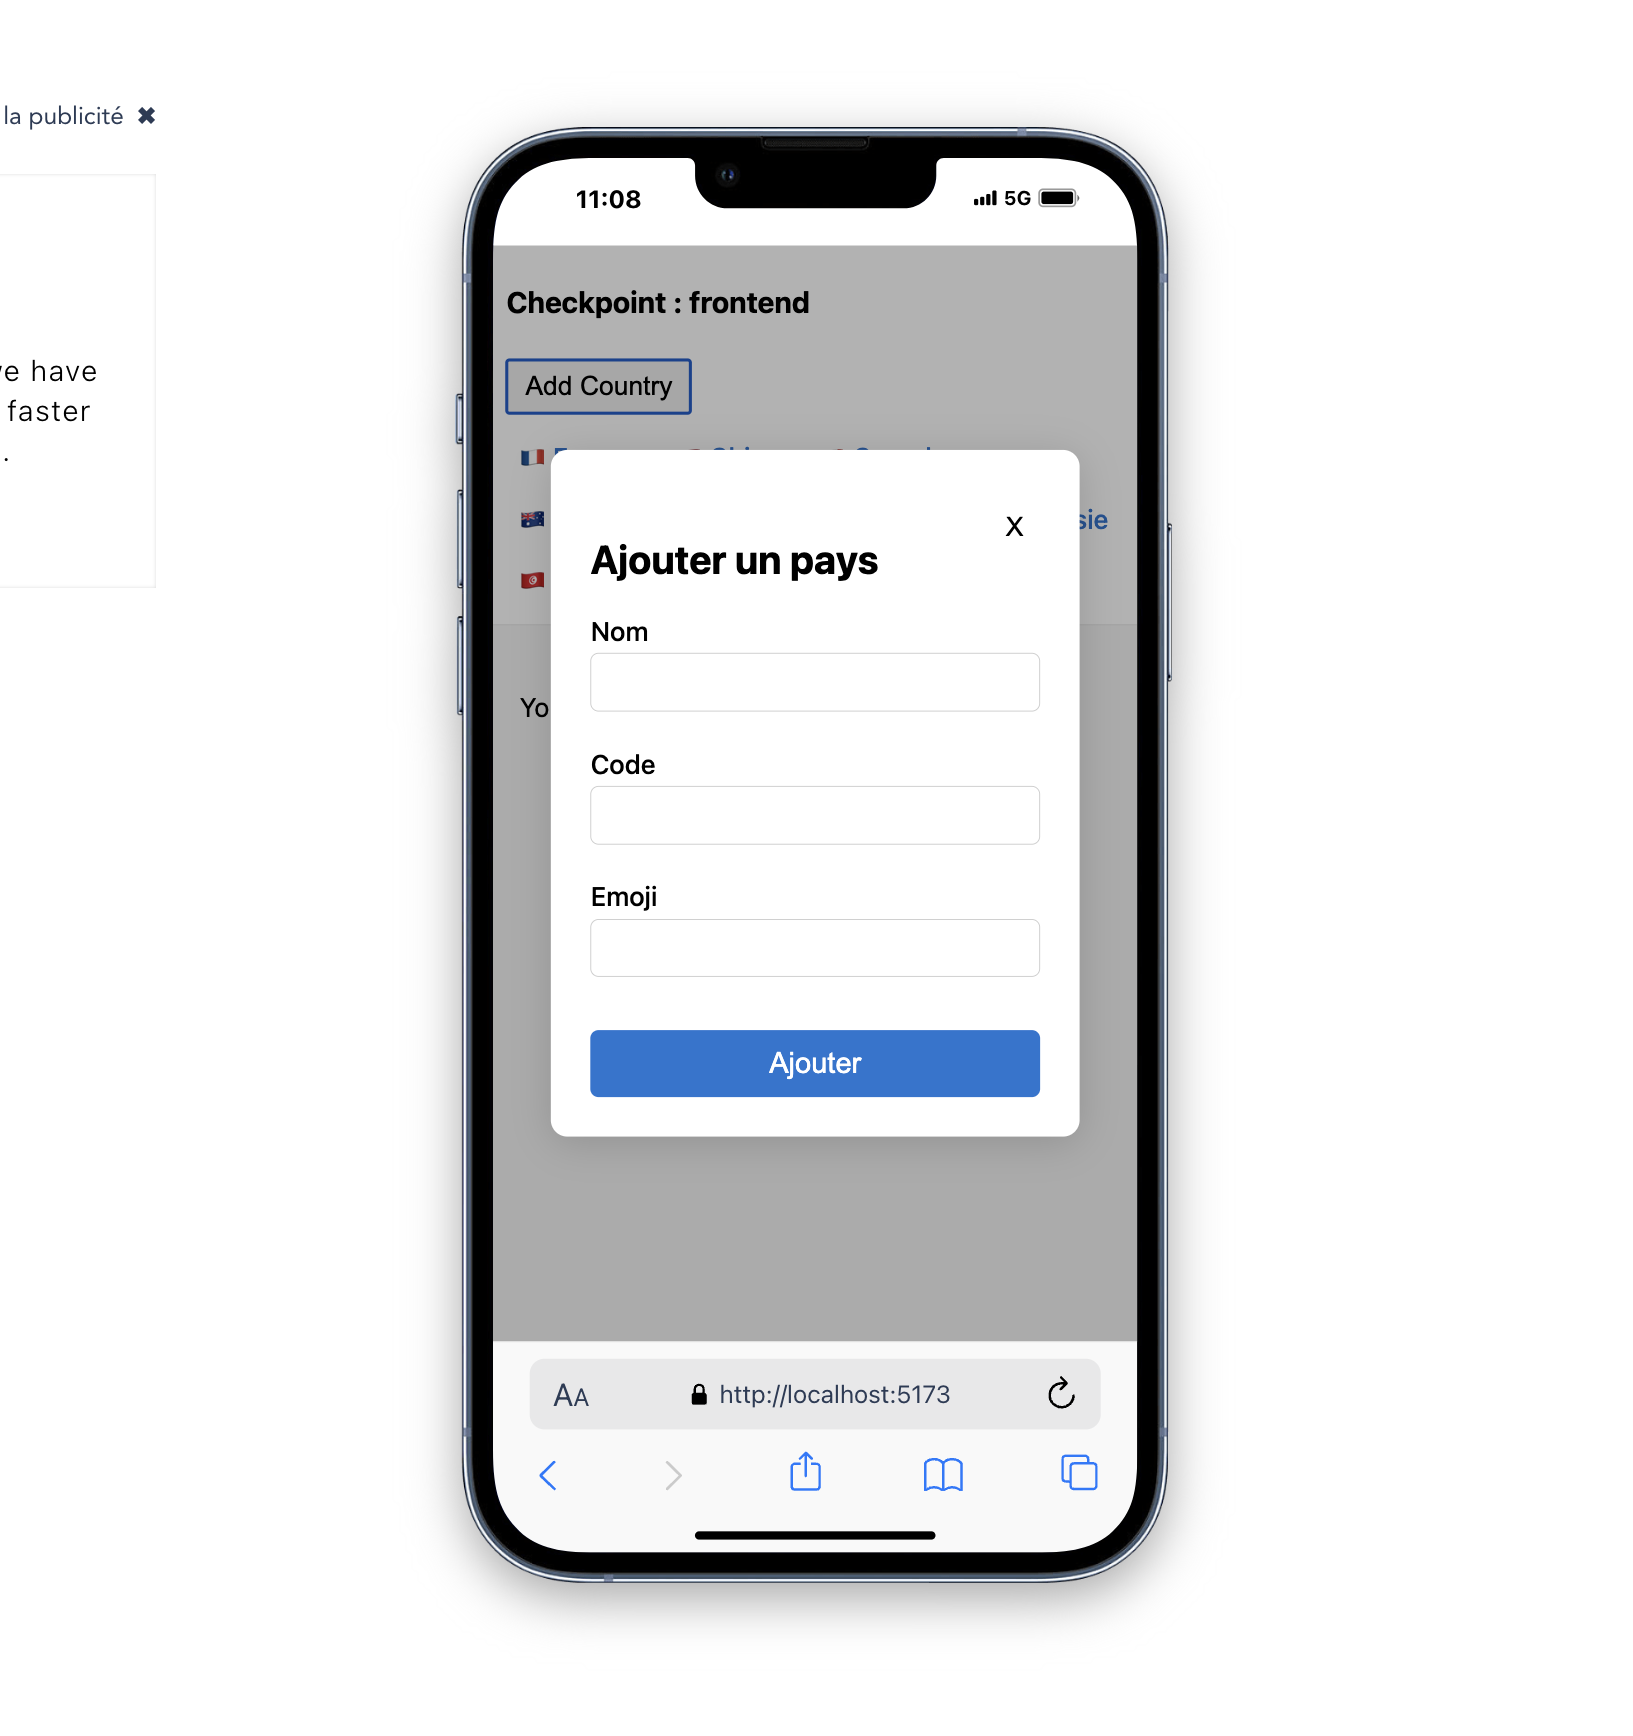 la publicité ✖
we have
faster
.
11:08
5G
Checkpoint : frontend
Add Country
sie
Yo
X
Ajouter un pays
Nom
Code
Emoji
Ajouter
AA
http://localhost:5173